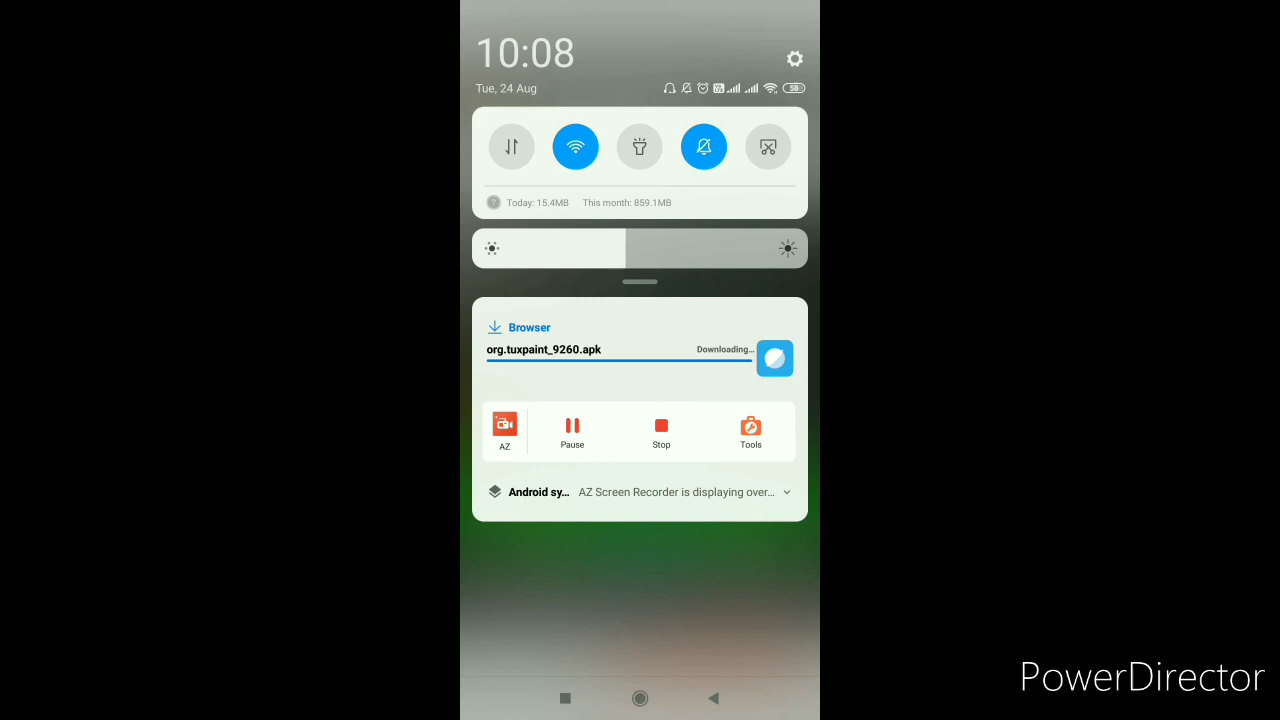 10:08
Tue, 24 Aug
58
Today: 15.4MB This month: 859.1MB
Browser
org.tuxpaint_9260.apk Downloading...
AZ Pause Stop Tools
Android sy... AZ Screen Recorder is displaying over...
PowerDirector